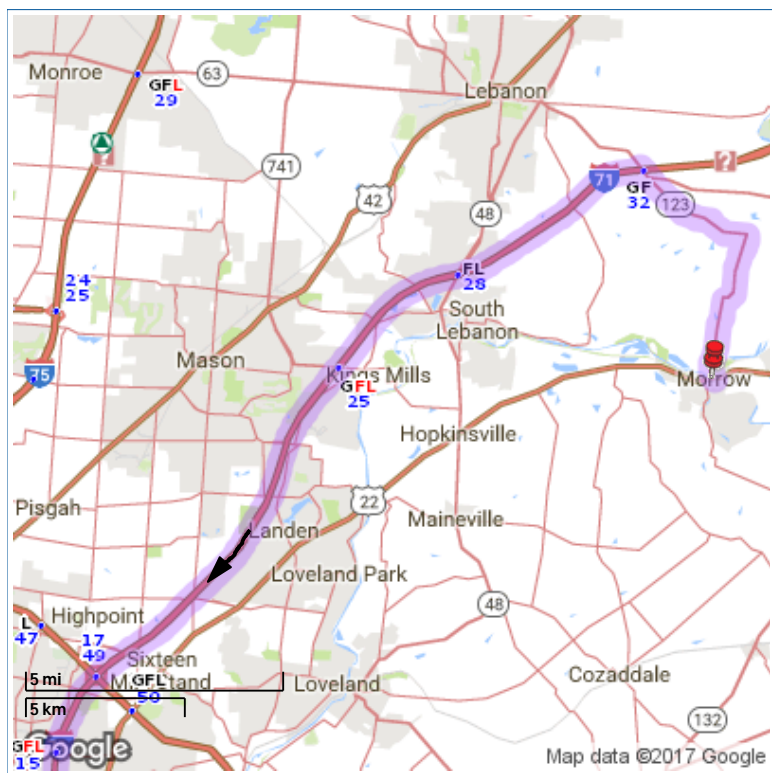 Monroe
63
GFL
29
Lebanon
741
42
48
71
GF
32
123
24
25
FL
28
South
Lebanon
75
Mason
Kings Mills
GFL
25
Morrow
Hopkinsville
Pisgah
22
Landen
Maineville
Loveland Park
L
47
Highpoint
17
49
48
Sixteen
GFL
50
5 mi
Loveland
Cozaddale
5 km
132
GFL
15
Google
Map data ©2017 Google